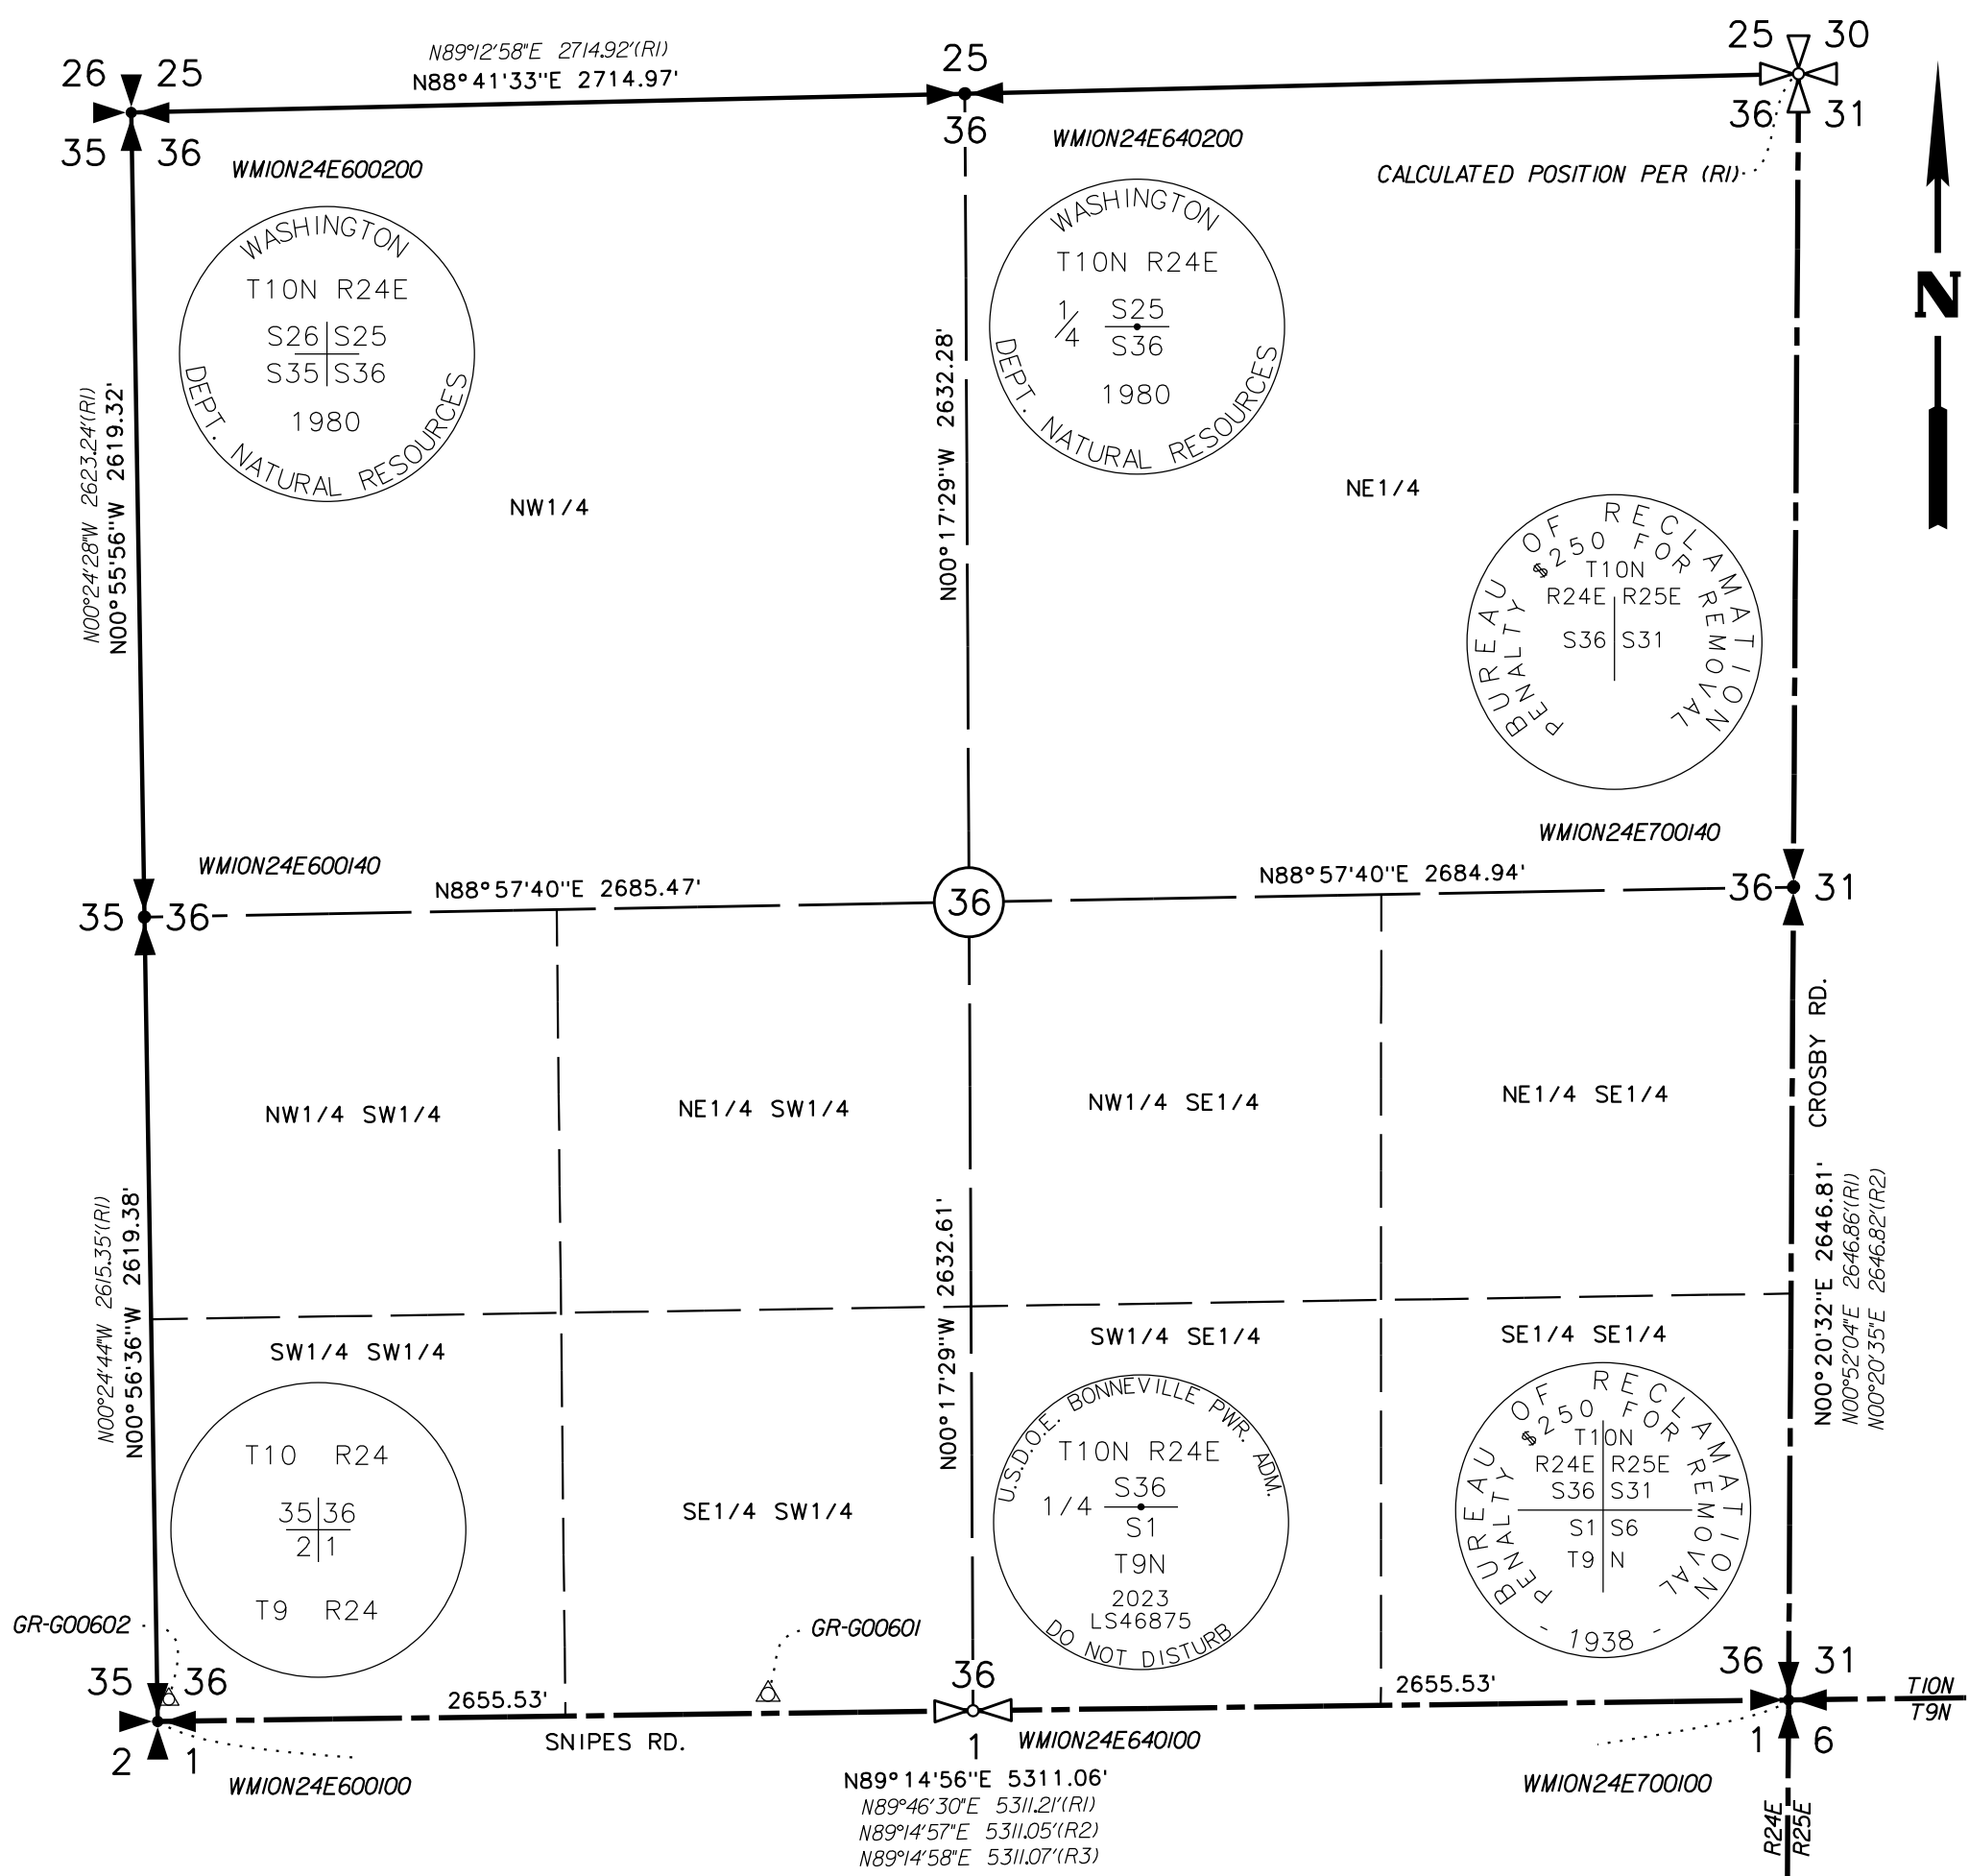 N89°12'58"E 2714.92'(R1)
N88°41'33"E 2714.97'
26 25
35 36
25
36
25 30
36 31
WM10N24E600200
WM10N24E640200
CALCULATED POSITION PER (R1)
N
WASHINGTON
T10N R24E
S26 S25
S35 S36
1980
DEPT. NATURAL RESOURCES
WASHINGTON
T10N R24E
1/4 S25
S36
1980
DEPT. NATURAL RESOURCES
N00°24'28"W 2623.24'(R1)
N00°55'56"W 2619.32'
N00°17'29"W 2632.28'
NW1/4
NE1/4
BUREAU OF RECLAMATION
PENALTY $250 FOR REMOVAL
T10N
R24E R25E
S36 S31
WM10N24E700140
WM10N24E600140
N88°57'40"E 2685.47'
N88°57'40"E 2684.94'
35 36
36
36 31
CROSBY RD.
NW1/4 SW1/4
NE1/4 SW1/4
NW1/4 SE1/4
NE1/4 SE1/4
N00°24'44"W 2615.35'(R1)
N00°56'36"W 2619.38'
N00°17'29"W 2632.61'
N00°20'32"E 2646.81'
N00°52'04"E 2646.86'(R1)
N00°20'35"E 2646.82'(R2)
SW1/4 SW1/4
SW1/4 SE1/4
SE1/4 SE1/4
SE1/4 SW1/4
T10 R24
35 36
2 1
T9 R24
U.S.D.O.E. BONNEVILLE PWR. ADM.
T10N R24E
1/4 S36
S1
T9N
2023
LS46875
DO NOT DISTURB
BUREAU OF RECLAMATION
PENALTY $250 FOR REMOVAL
T10N
R24E R25E
S36 S31
S1 S6
T9 N
- 1938 -
GR-G00602
GR-G00601
35 36
2 1
36
1
36 31
1 6
2655.53'
2655.53'
SNIPES RD.
T10N
T9N
R24E
R25E
WM10N24E600100
WM10N24E640100
WM10N24E700100
N89°14'56"E 5311.06'
N89°46'30"E 5311.21'(R1)
N89°14'57"E 5311.05'(R2)
N89°14'58"E 5311.07'(R3)